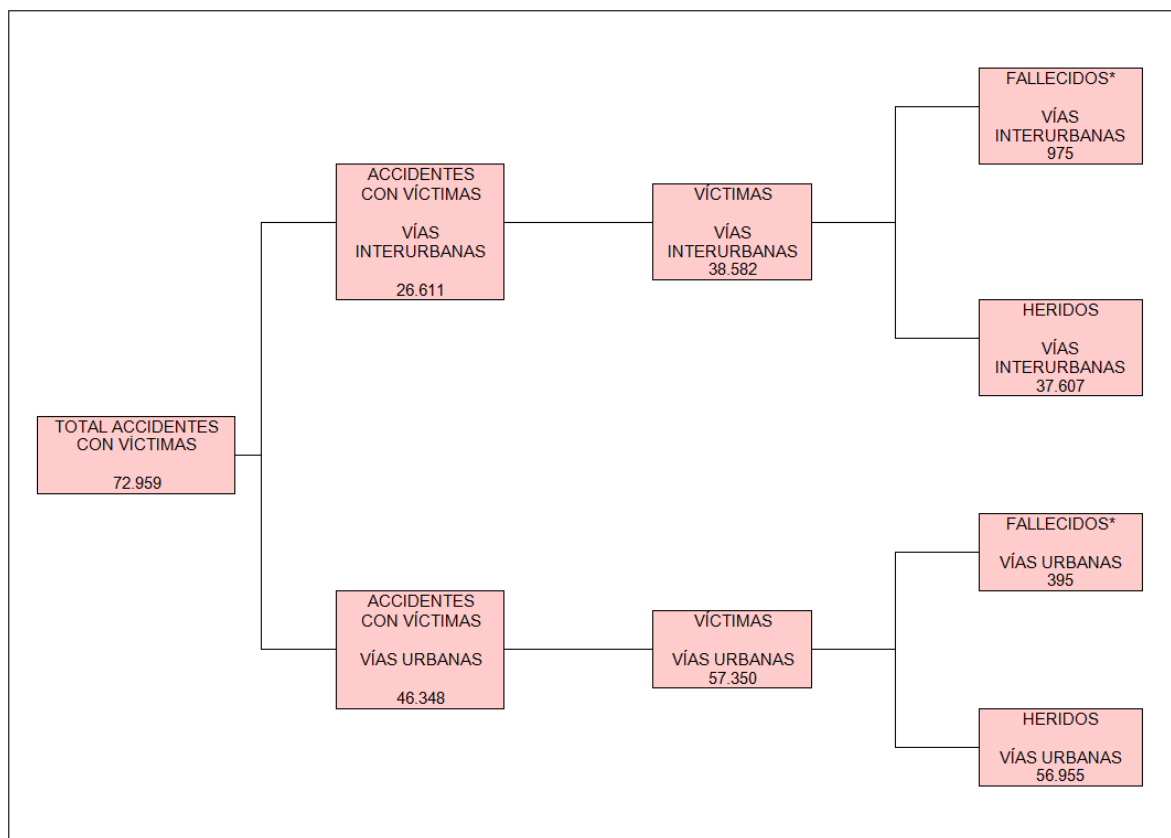 TOTAL ACCIDENTES
CON VÍCTIMAS
72.959
ACCIDENTES
CON VÍCTIMAS
VÍAS
INTERURBANAS
26.611
VÍCTIMAS
VÍAS
INTERURBANAS
38.582
FALLECIDOS*
VÍAS
INTERURBANAS
975
HERIDOS
VÍAS
INTERURBANAS
37.607
ACCIDENTES
CON VÍCTIMAS
VÍAS URBANAS
46.348
VÍCTIMAS
VÍAS URBANAS
57.350
FALLECIDOS*
VÍAS URBANAS
395
HERIDOS
VÍAS URBANAS
56.955